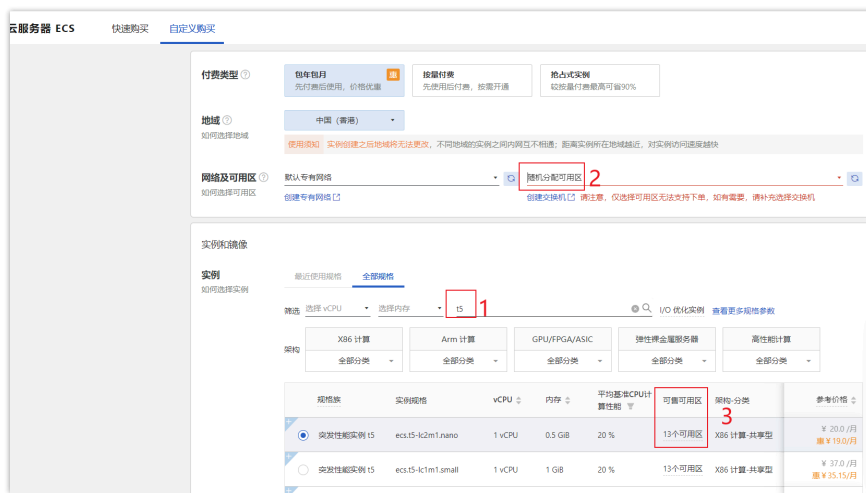 云服务器 ECS 快速购买 自定义购买
付费类型
包年包月 惠
先付费后使用，价格优惠
按量付费
先使用后付费，按需开通
抢占式实例
较按量付费最高可省90%
地域
如何选择地域
中国（香港）
使用须知 实例创建之后地域将无法更改，不同地域的实例之间内网互不相通；距离实例所在地域越近，对实例访问速度越快
网络及可用区
如何选择可用区
默认专有网络
随机分配可用区 2
创建专有网络
创建交换机 请注意，仅选择可用区无法支持下单，如有需要，请补充选择交换机
实例和镜像
实例
如何选择实例
最近使用规格 全部规格
筛选 选择 vCPU 选择内存 t5 1 I/O 优化实例 查看更多规格参数
架构
X86 计算 Arm 计算 GPU/FPGA/ASIC 弹性裸金属服务器 高性能计算
全部分类 全部分类 全部分类 全部分类 全部分类
规格族 实例规格 vCPU 内存 平均基准CPU计算性能 可售可用区 架构-分类 参考价格
3
突发性能实例 t5 ecs.t5-lc2m1.nano 1 vCPU 0.5 GiB 20 % 13个可用区 X86 计算-共享型 ¥ 20.0 /月
惠 ¥ 19.0/月
突发性能实例 t5 ecs.t5-lc1m1.small 1 vCPU 1 GiB 20 % 13个可用区 X86 计算-共享型 ¥ 37.0 /月
惠 ¥ 35.15/月